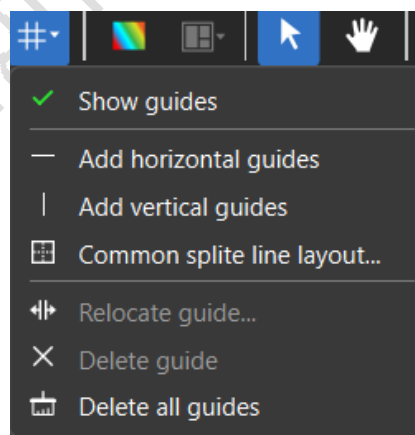 Show guides
Add horizontal guides
Add vertical guides
Common splite line layout...
Relocate guide...
Delete guide
Delete all guides